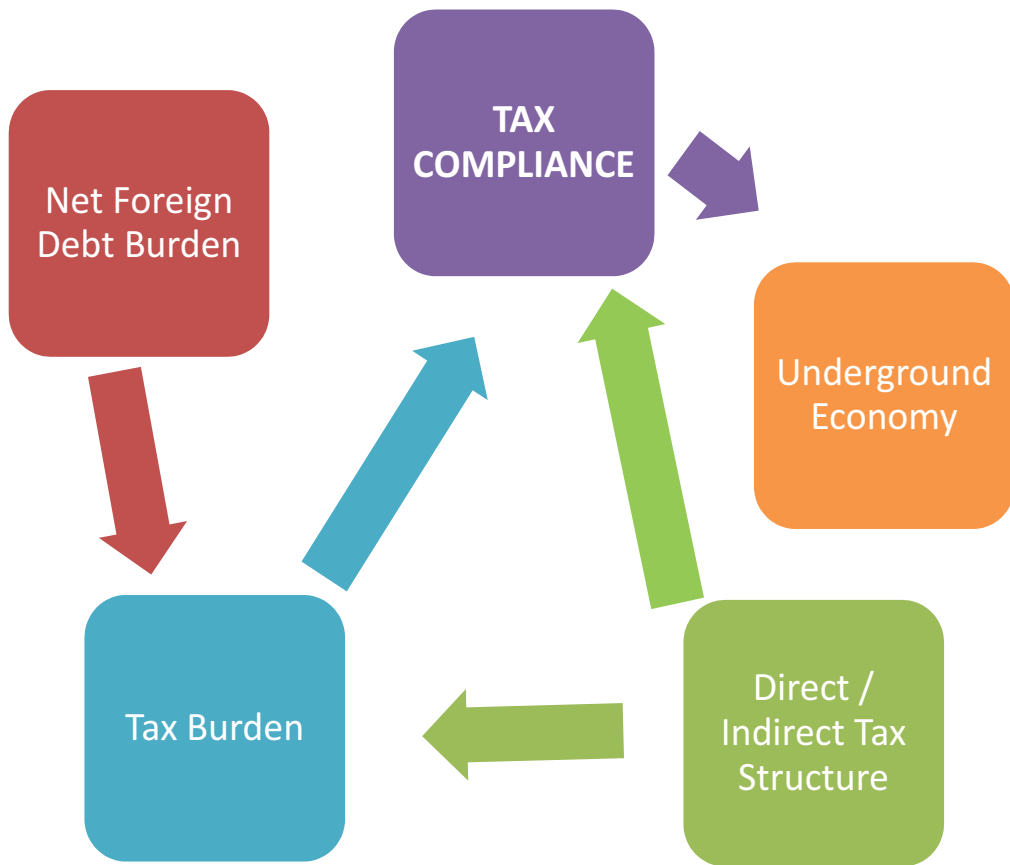 TAX
COMPLIANCE
Net Foreign
Debt Burden
Underground
Economy
Tax Burden
Direct /
Indirect Tax
Structure